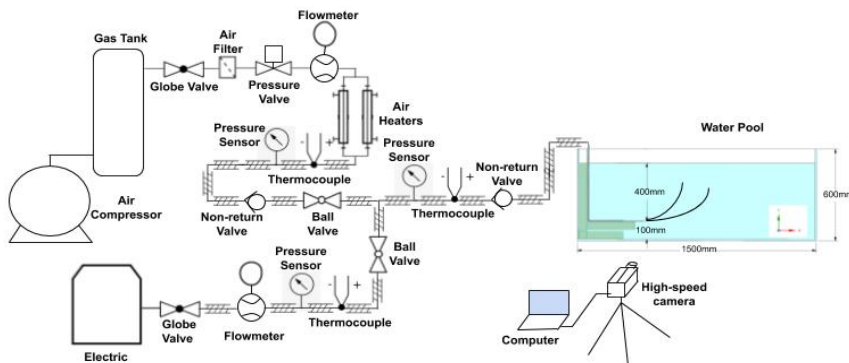 Flowmeter
Gas Tank
Air
Filter
Globe Valve
Pressure
Valve
Air
Heaters
Pressure
Sensor
Pressure
Sensor
Water Pool
- +
Thermocouple
- +
Non-return
Valve
400mm
600mm
Air
Compressor
Non-return
Valve
Ball
Valve
Thermocouple
100mm
1500mm
Ball
Valve
Pressure
Sensor
- +
High-speed
camera
Globe
Valve
Flowmeter
Thermocouple
Computer
Electric